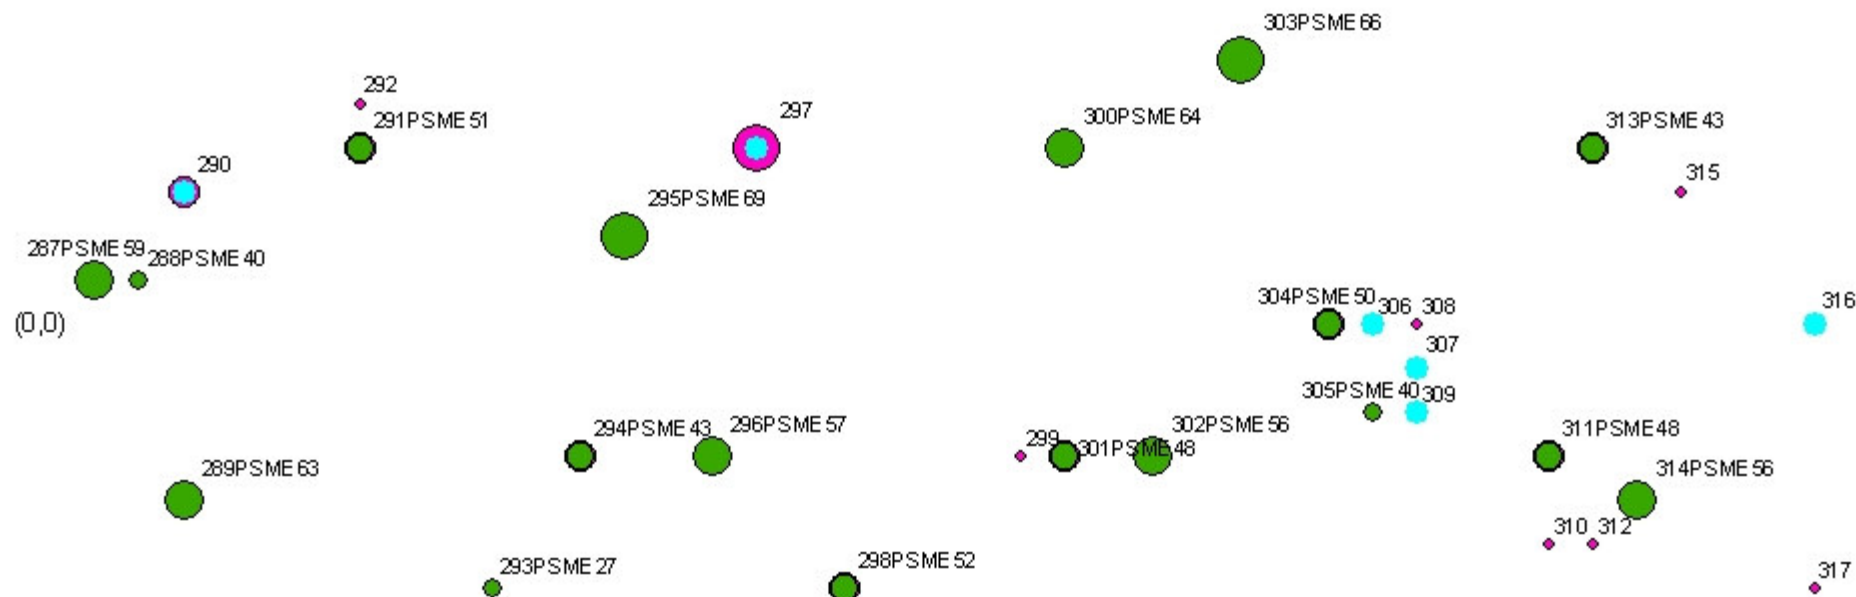 303PSME 66
292
300PSME 64
297
291PSME 51
313PSME 43
290
315
295PSME 69
287PSME 59
288PSME 40
304PSME 50
306
308
316
(0,0)
307
305PSME 40
309
294PSME 43
296PSME 57
299
301PSME 48
302PSME 56
311PSME 48
289PSME 63
314PSME 56
310
312
293PSME 27
298PSME 52
317